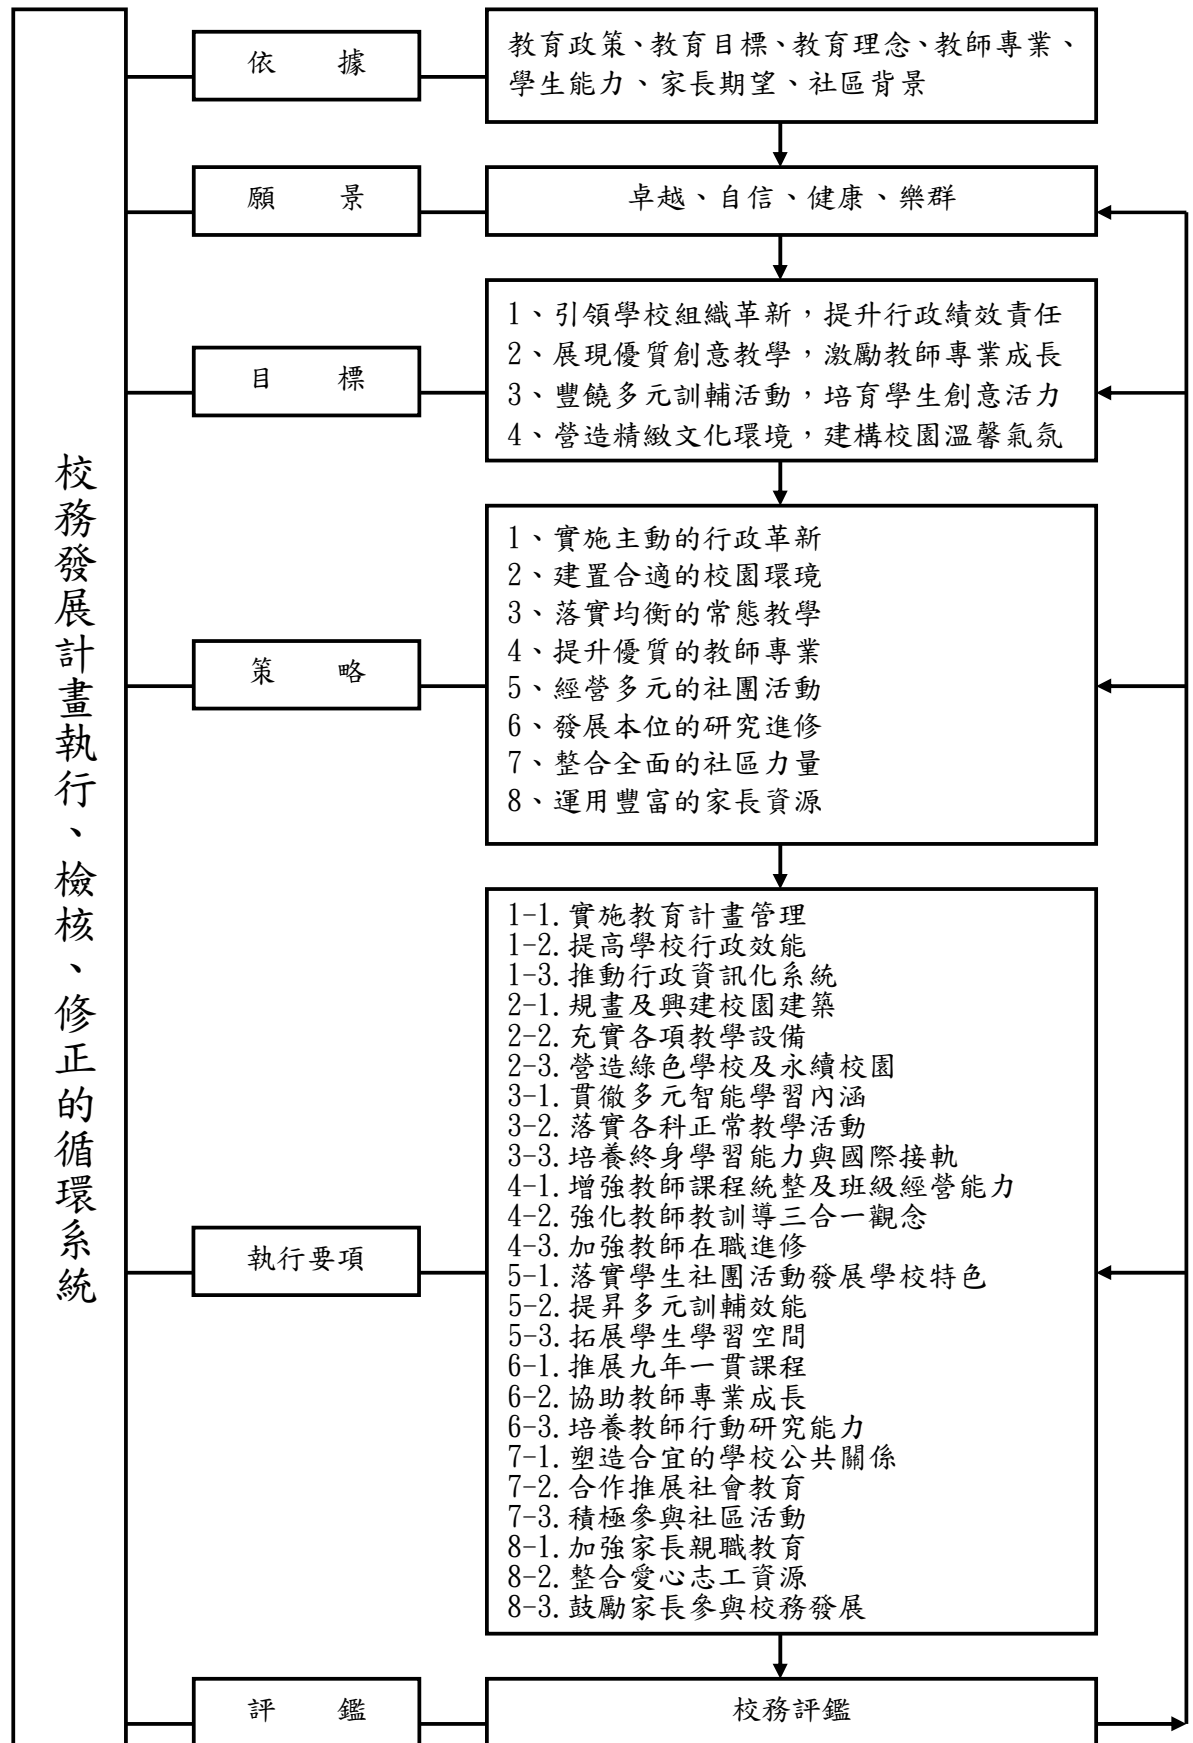 校務發展計畫執行、檢核、修正的循環系統
依　據
教育政策、教育目標、教育理念、教師專業、
學生能力、家長期望、社區背景
願　景
卓越、自信、健康、樂群
目　標
1、引領學校組織革新，提升行政績效責任
2、展現優質創意教學，激勵教師專業成長
3、豐饒多元訓輔活動，培育學生創意活力
4、營造精緻文化環境，建構校園溫馨氣氛
策　略
1、實施主動的行政革新
2、建置合適的校園環境
3、落實均衡的常態教學
4、提升優質的教師專業
5、經營多元的社團活動
6、發展本位的研究進修
7、整合全面的社區力量
8、運用豐富的家長資源
執行要項
1-1.實施教育計畫管理
1-2.提高學校行政效能
1-3.推動行政資訊化系統
2-1.規畫及興建校園建築
2-2.充實各項教學設備
2-3.營造綠色學校及永續校園
3-1.貫徹多元智能學習內涵
3-2.落實各科正常教學活動
3-3.培養終身學習能力與國際接軌
4-1.增強教師課程統整及班級經營能力
4-2.強化教師教訓導三合一觀念
4-3.加強教師在職進修
5-1.落實學生社團活動發展學校特色
5-2.提昇多元訓輔效能
5-3.拓展學生學習空間
6-1.推展九年一貫課程
6-2.協助教師專業成長
6-3.培養教師行動研究能力
7-1.塑造合宜的學校公共關係
7-2.合作推展社會教育
7-3.積極參與社區活動
8-1.加強家長親職教育
8-2.整合愛心志工資源
8-3.鼓勵家長參與校務發展
評　鑑
校務評鑑